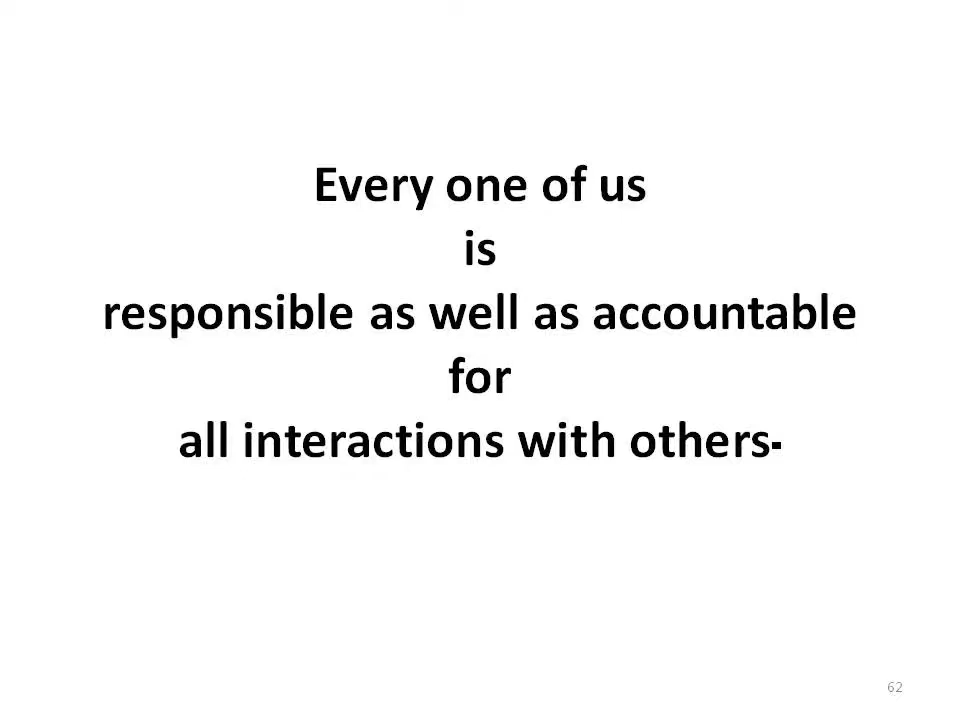 Every one of us
is
responsible as well as accountable
for
all interactions with others-
62